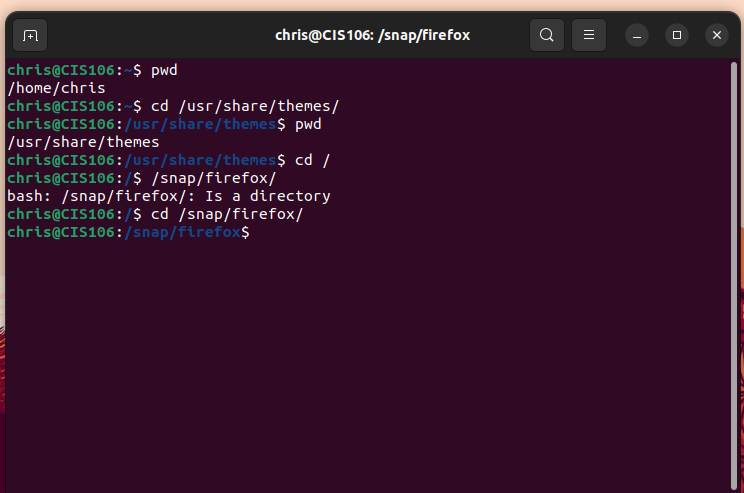 chris@CIS106: /snap/firefox
chris@CIS106:~$ pwd
/home/chris
chris@CIS106:~$ cd /usr/share/themes/
chris@CIS106:/usr/share/themes$ pwd
/usr/share/themes
chris@CIS106:/usr/share/themes$ cd /
chris@CIS106:/$ /snap/firefox/
bash: /snap/firefox/: Is a directory
chris@CIS106:/$ cd /snap/firefox/
chris@CIS106:/snap/firefox$